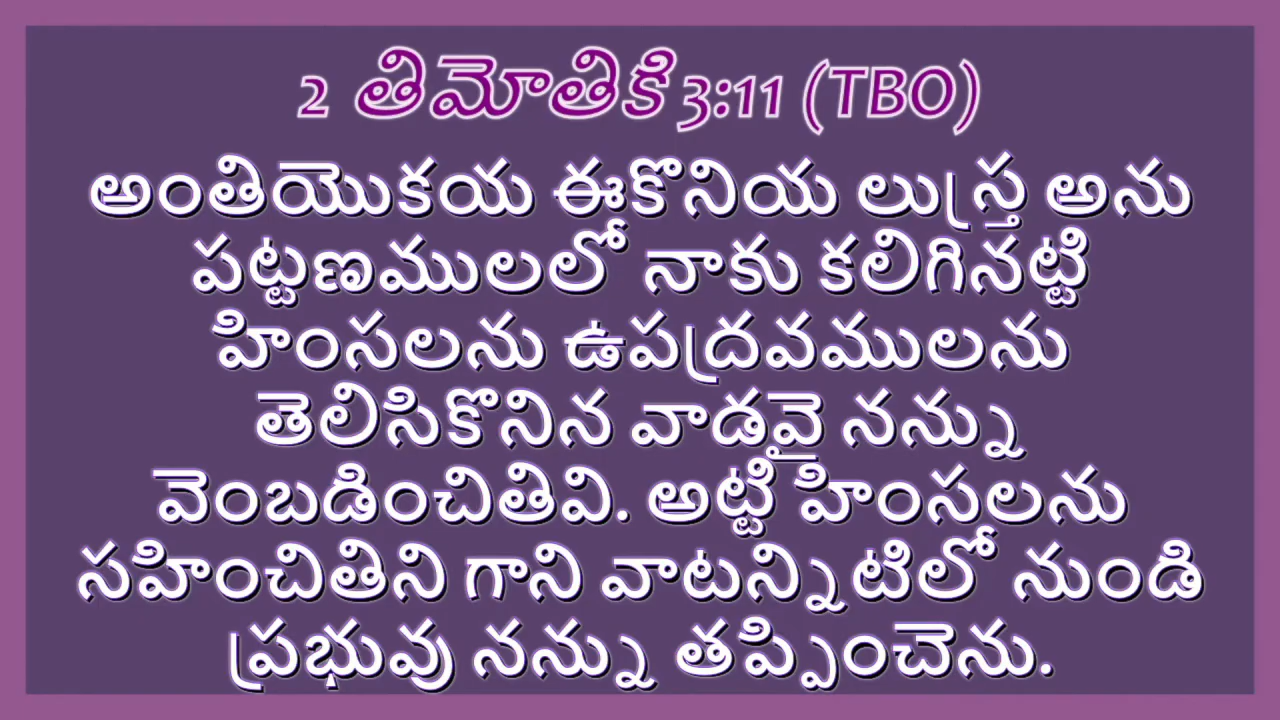 2 తిమోతికి 3:11 (TBO)
అంతియొకయ ఈకొనియ లుస్త్ర అను
పట్టణములలో నాకు కలిగినట్టి
హింసలను ఉపద్రవములను
తెలిసికొనిన వాడవై నన్ను
వెంబడించితివి. అట్టి హింసలను
సహించితిని గాని వాటన్నిటిలో నుండి
ప్రభువు నన్ను తప్పించెను.